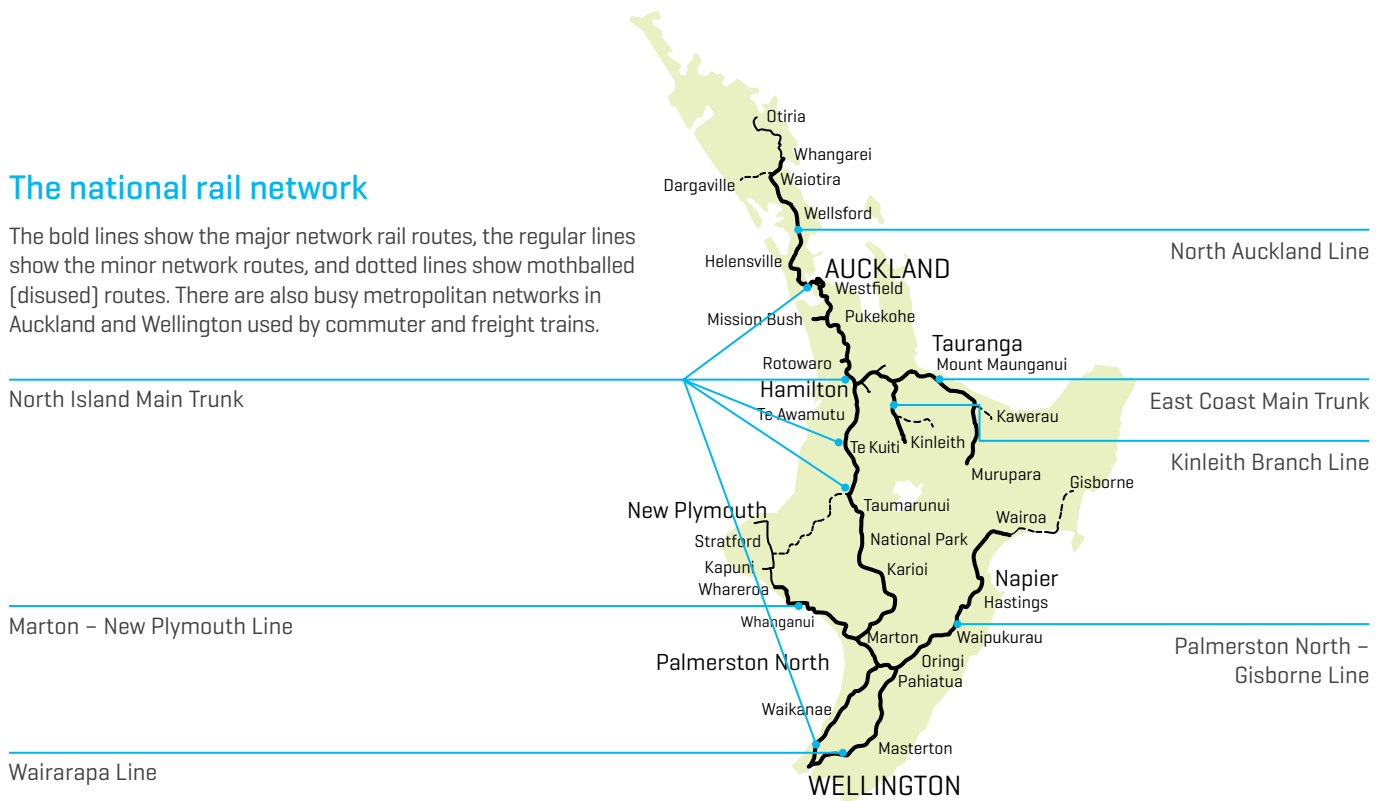 The national rail network
The bold lines show the major network rail routes, the regular lines
show the minor network routes, and dotted lines show mothballed
(disused) routes. There are also busy metropolitan networks in
Auckland and Wellington used by commuter and freight trains.
North Island Main Trunk
Marton – New Plymouth Line
Wairarapa Line
Otiria
Whangarei
Dargaville
Waiotira
Wellsford
Helensville
AUCKLAND
Westfield
Mission Bush
Pukekohe
Rotowaro
Tauranga
Mount Maunganui
Hamilton
Te Awamutu
Kawerau
Te Kuiti
Kinleith
Murupara
Gisborne
Taumarunui
New Plymouth
Wairoa
Stratford
National Park
Kapuni
Karioi
Whareroa
Napier
Hastings
Whanganui
Marton
Waipukurau
Palmerston North
Oringi
Pahiatua
Waikanae
Masterton
WELLINGTON
North Auckland Line
East Coast Main Trunk
Kinleith Branch Line
Palmerston North –
Gisborne Line